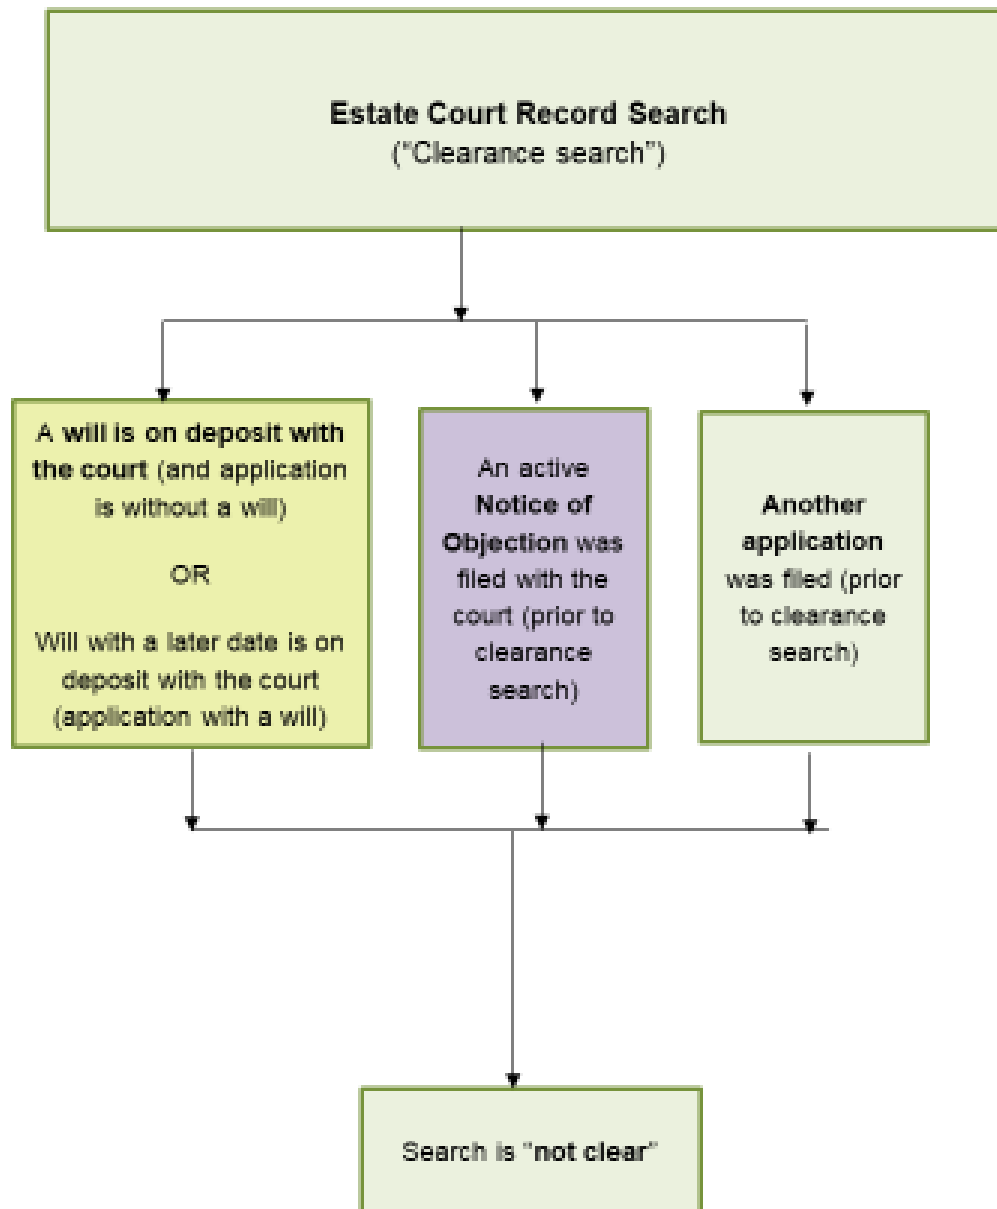 Estate Court Record Search
("Clearance search")
A will is on deposit with
the court (and application
is without a will)
OR
Will with a later date is on
deposit with the court
(application with a will)
An active
Notice of
Objection was
filed with the
court (prior to
clearance
search)
Another
application
was filed (prior
to clearance
search)
Search is "not clear"